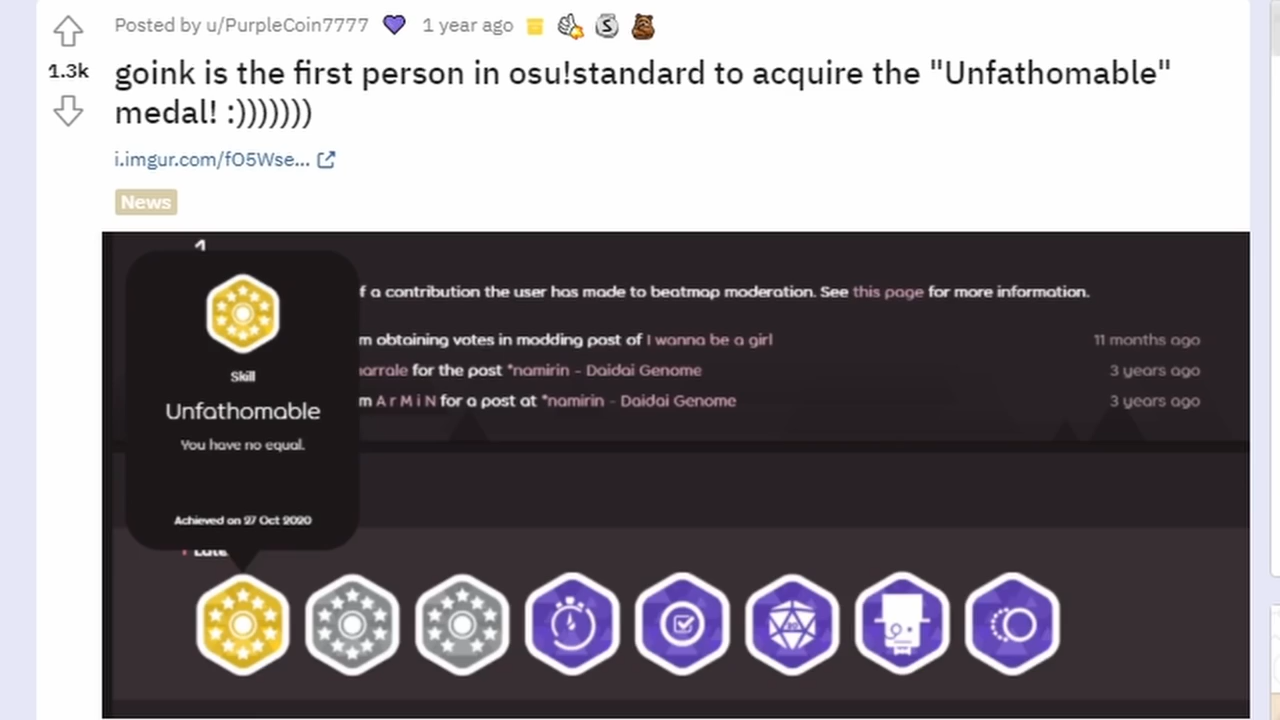 Posted by u/PurpleCoin7777 1 year ago
1.3k
goink is the first person in osu!standard to acquire the "Unfathomable"
medal! :)))))))
i.imgur.com/fO5Wse...
News
f a contribution the user has made to beatmap moderation. See this page for more information.
m obtaining votes in modding post of I wanna be a girl 11 months ago
arrale for the post *namirin - Daidai Genome 3 years ago
m A r M i N for a post at *namirin - Daidai Genome 3 years ago
Skill
Unfathomable
You have no equal.
Achieved on 27 Oct 2020
Late